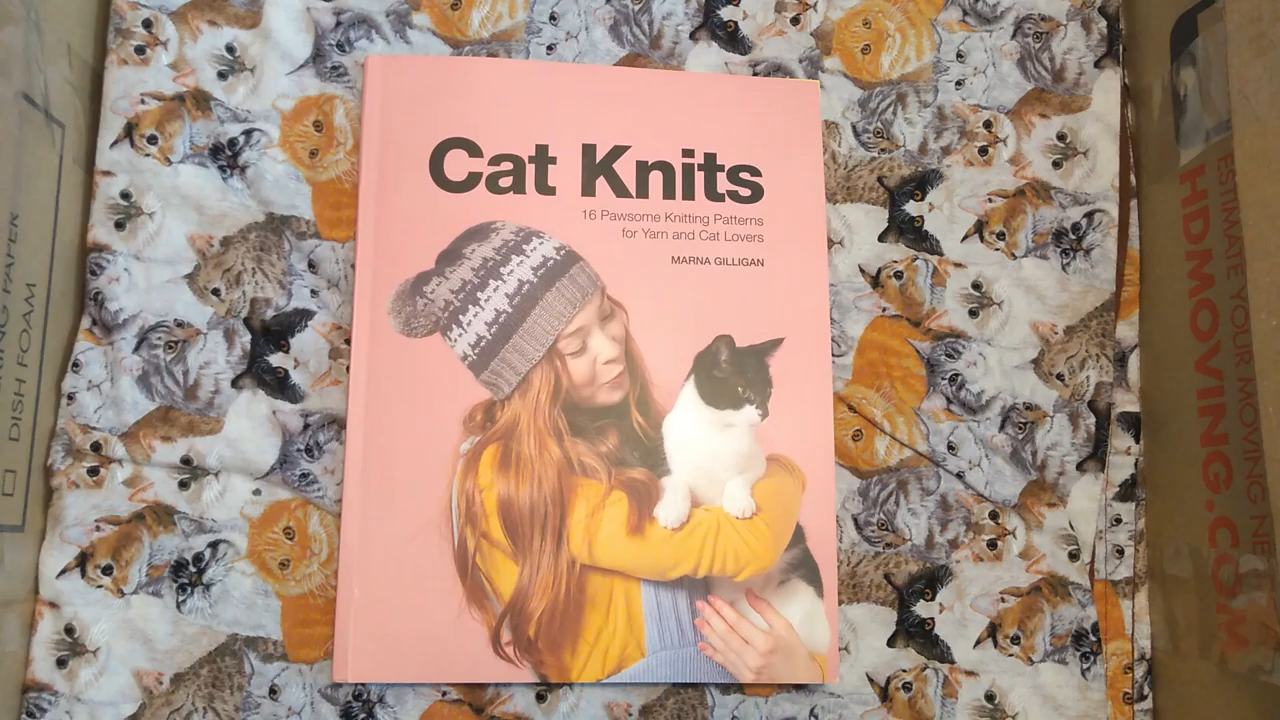 Cat Knits
16 Pawsome Knitting Patterns
for Yarn and Cat Lovers
MARNA GILLIGAN
PAPER
DISH FOAM
ESTIMATE YOUR MOVING
HDMOVING.COM